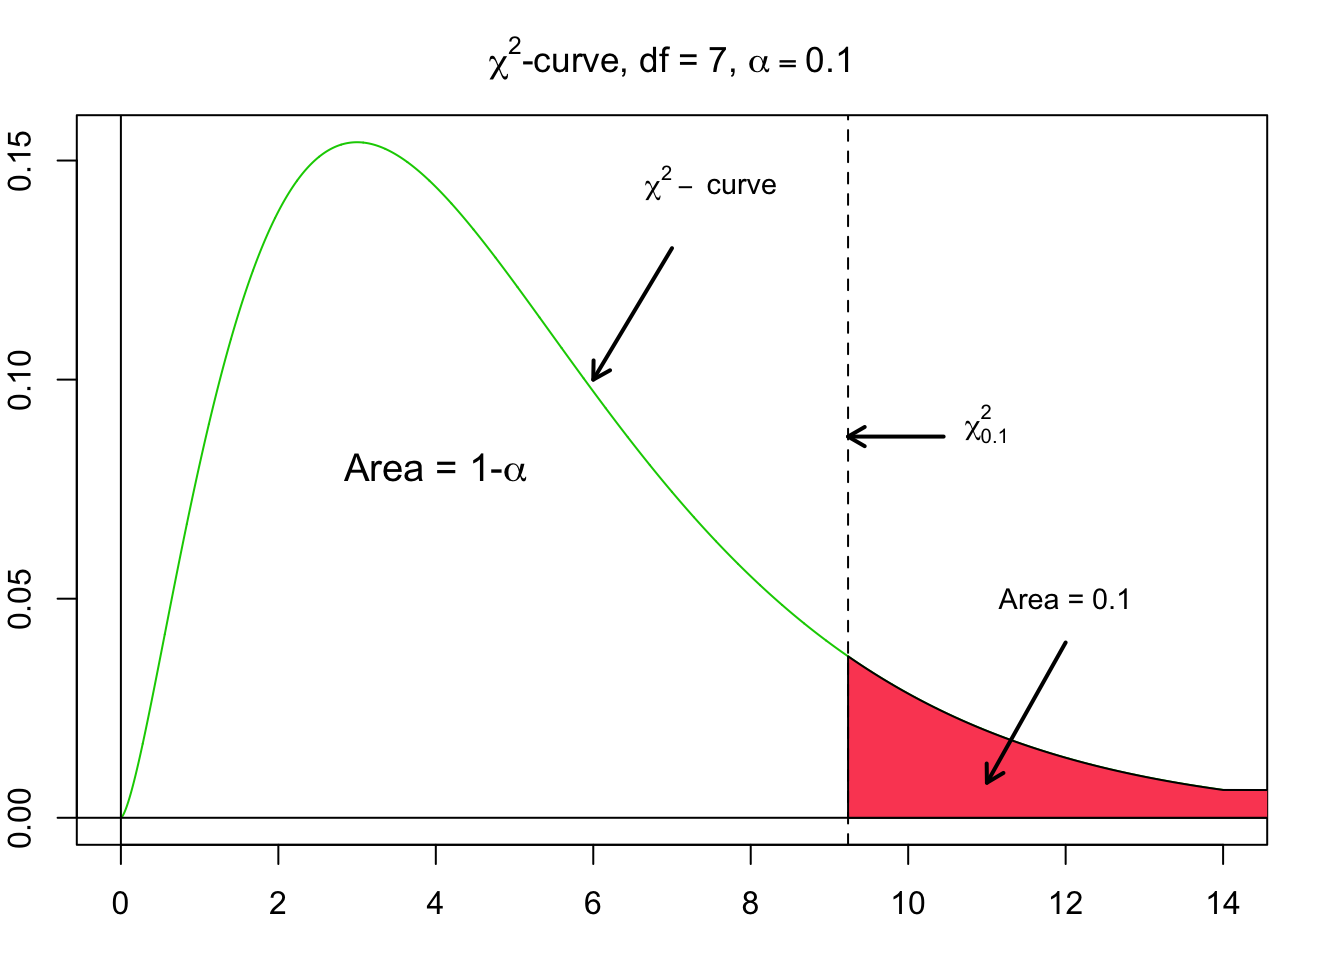 χ²-curve, df = 7, α = 0.1
0.15
0.10
0.05
0.00
χ² − curve
χ²₀.₁
Area = 1-α
Area = 0.1
0 2 4 6 8 10 12 14